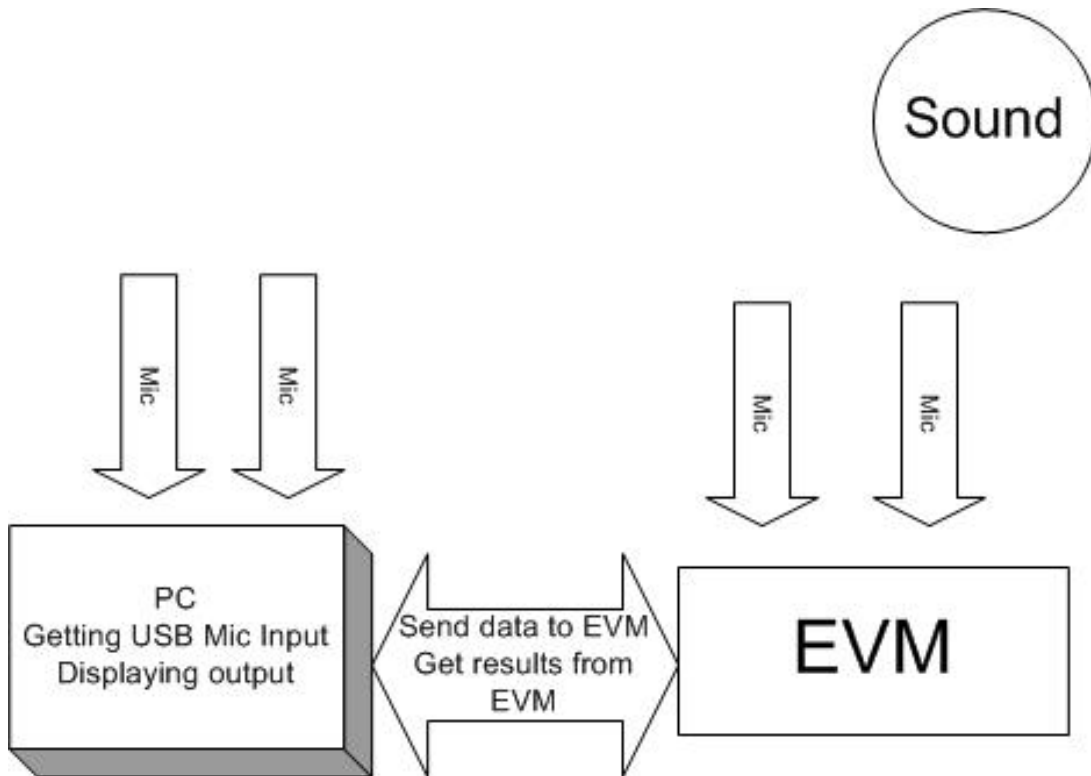 Sound
Mic
Mic
Mic
Mic
PC
Getting USB Mic Input
Displaying output
Send data to EVM
Get results from
EVM
EVM